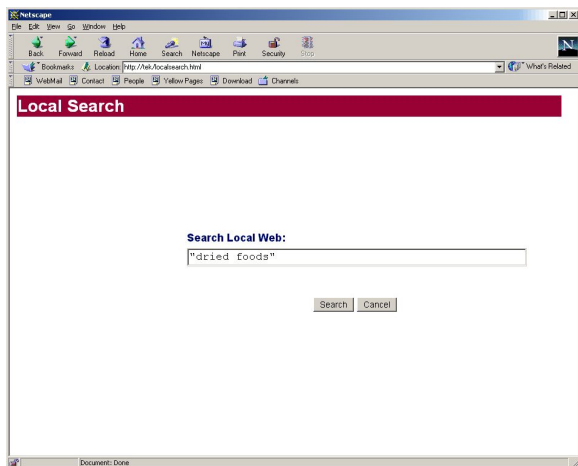 Netscape
File Edit View Go Window Help
Back Forward Reload Home Search Netscape Print Security Stop
Bookmarks Location: http://tek/localsearch.html What's Related
WebMail Contact People Yellow Pages Download Channels
Local Search
Search Local Web:
"dried foods"
Search Cancel
Document: Done